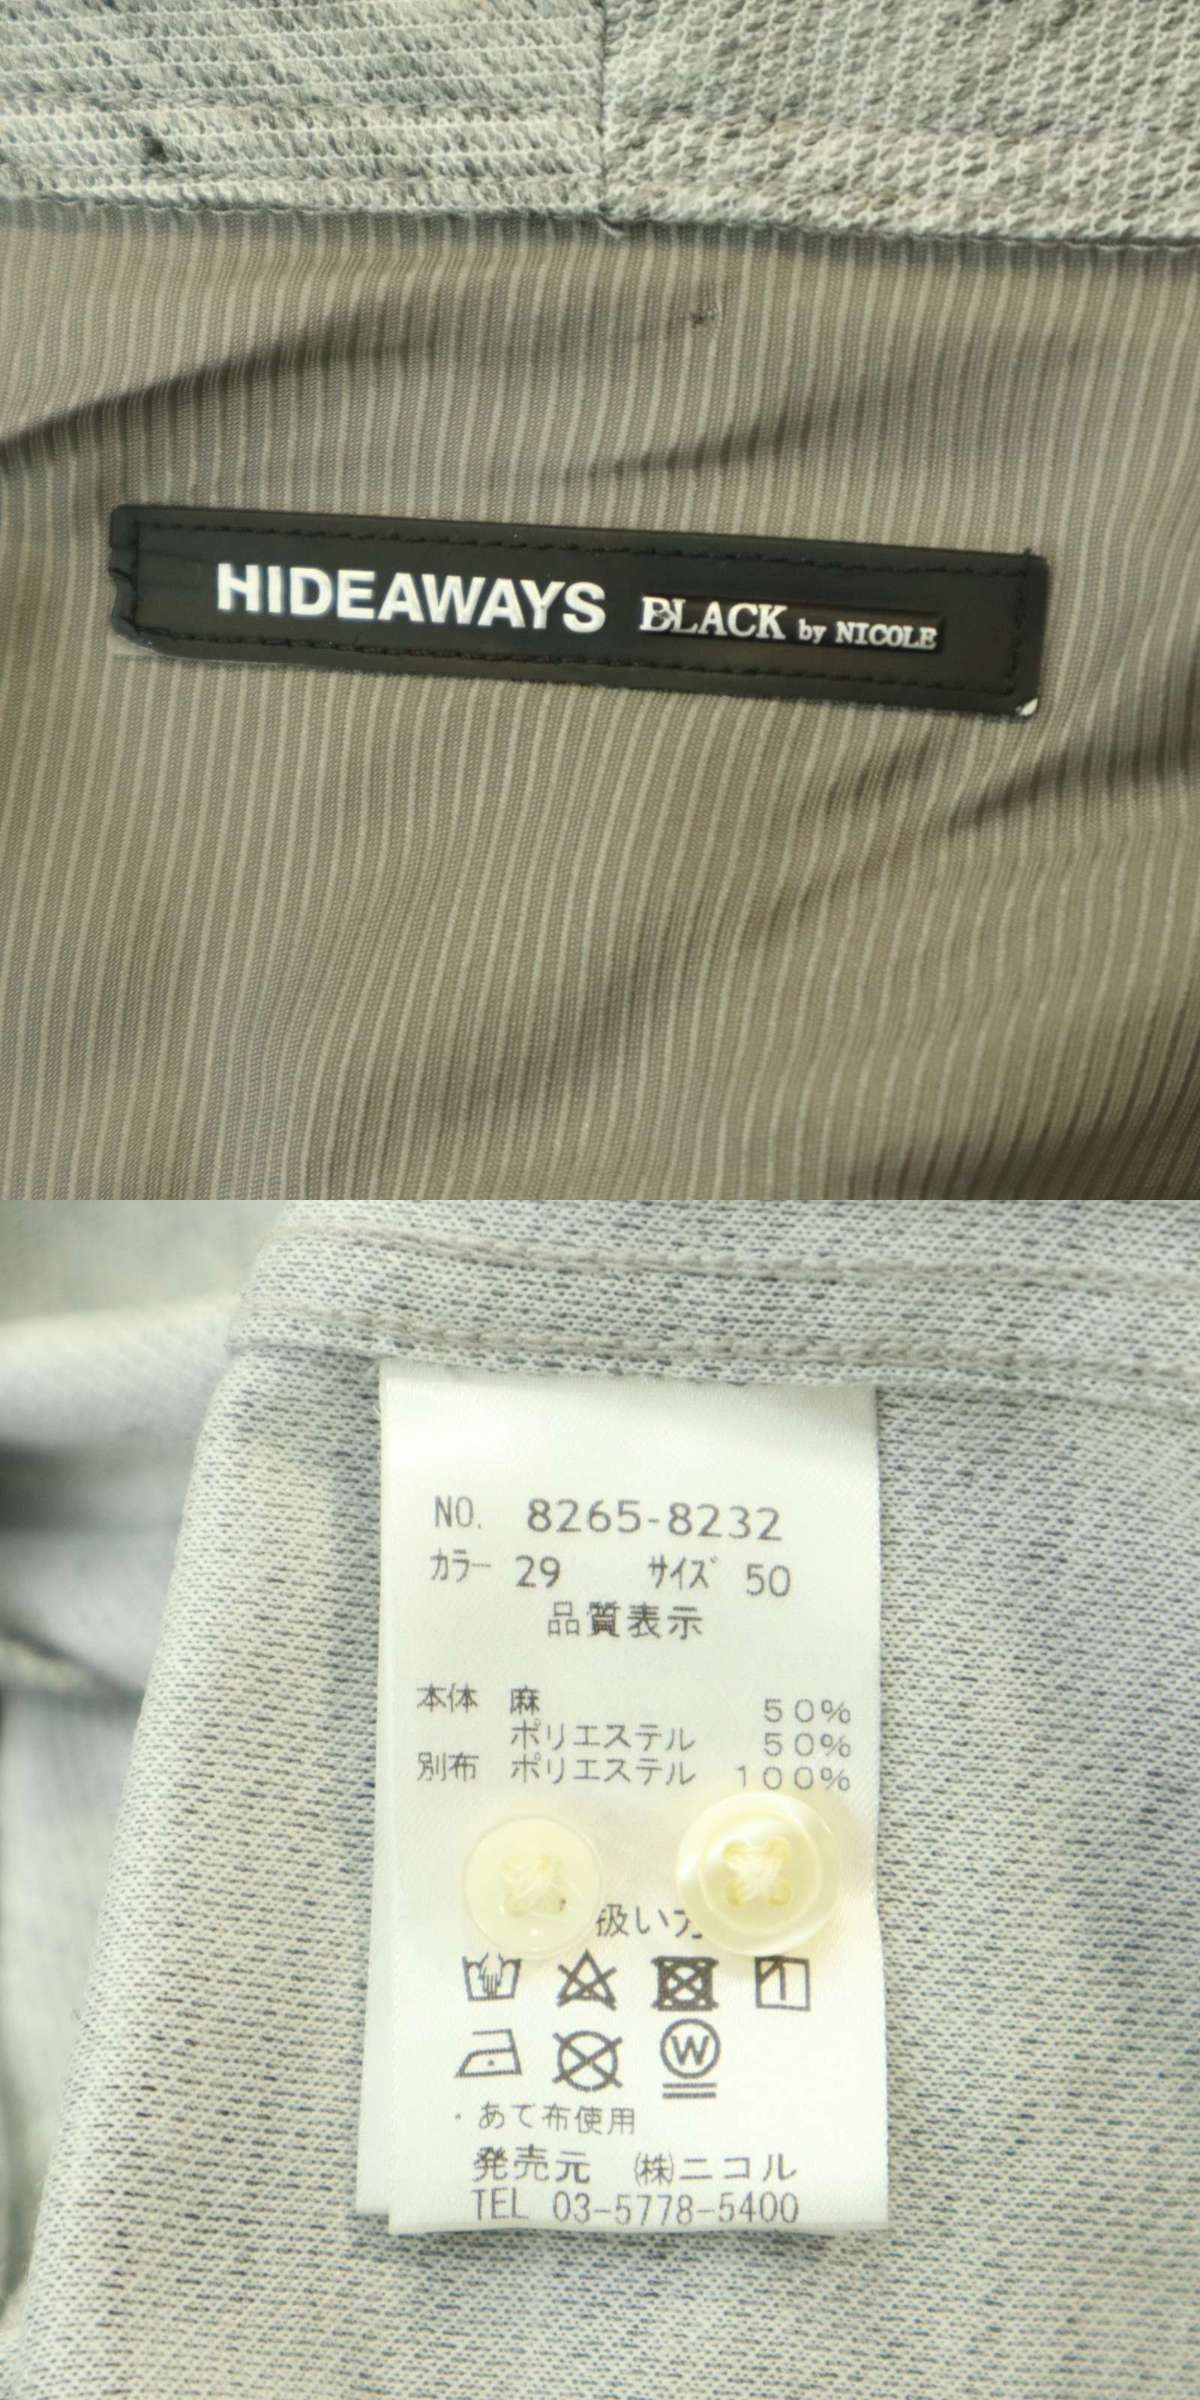 HIDEAWAYS BLACK by NICOLE
NO. 8265-8232
カラー 29 サイズ 50
品質表示
本体 麻 50%
ポリエステル 50%
別布 ポリエステル 100%
扱い方
W
・あて布使用
発売元 ㈱ニコル
TEL 03-5778-5400